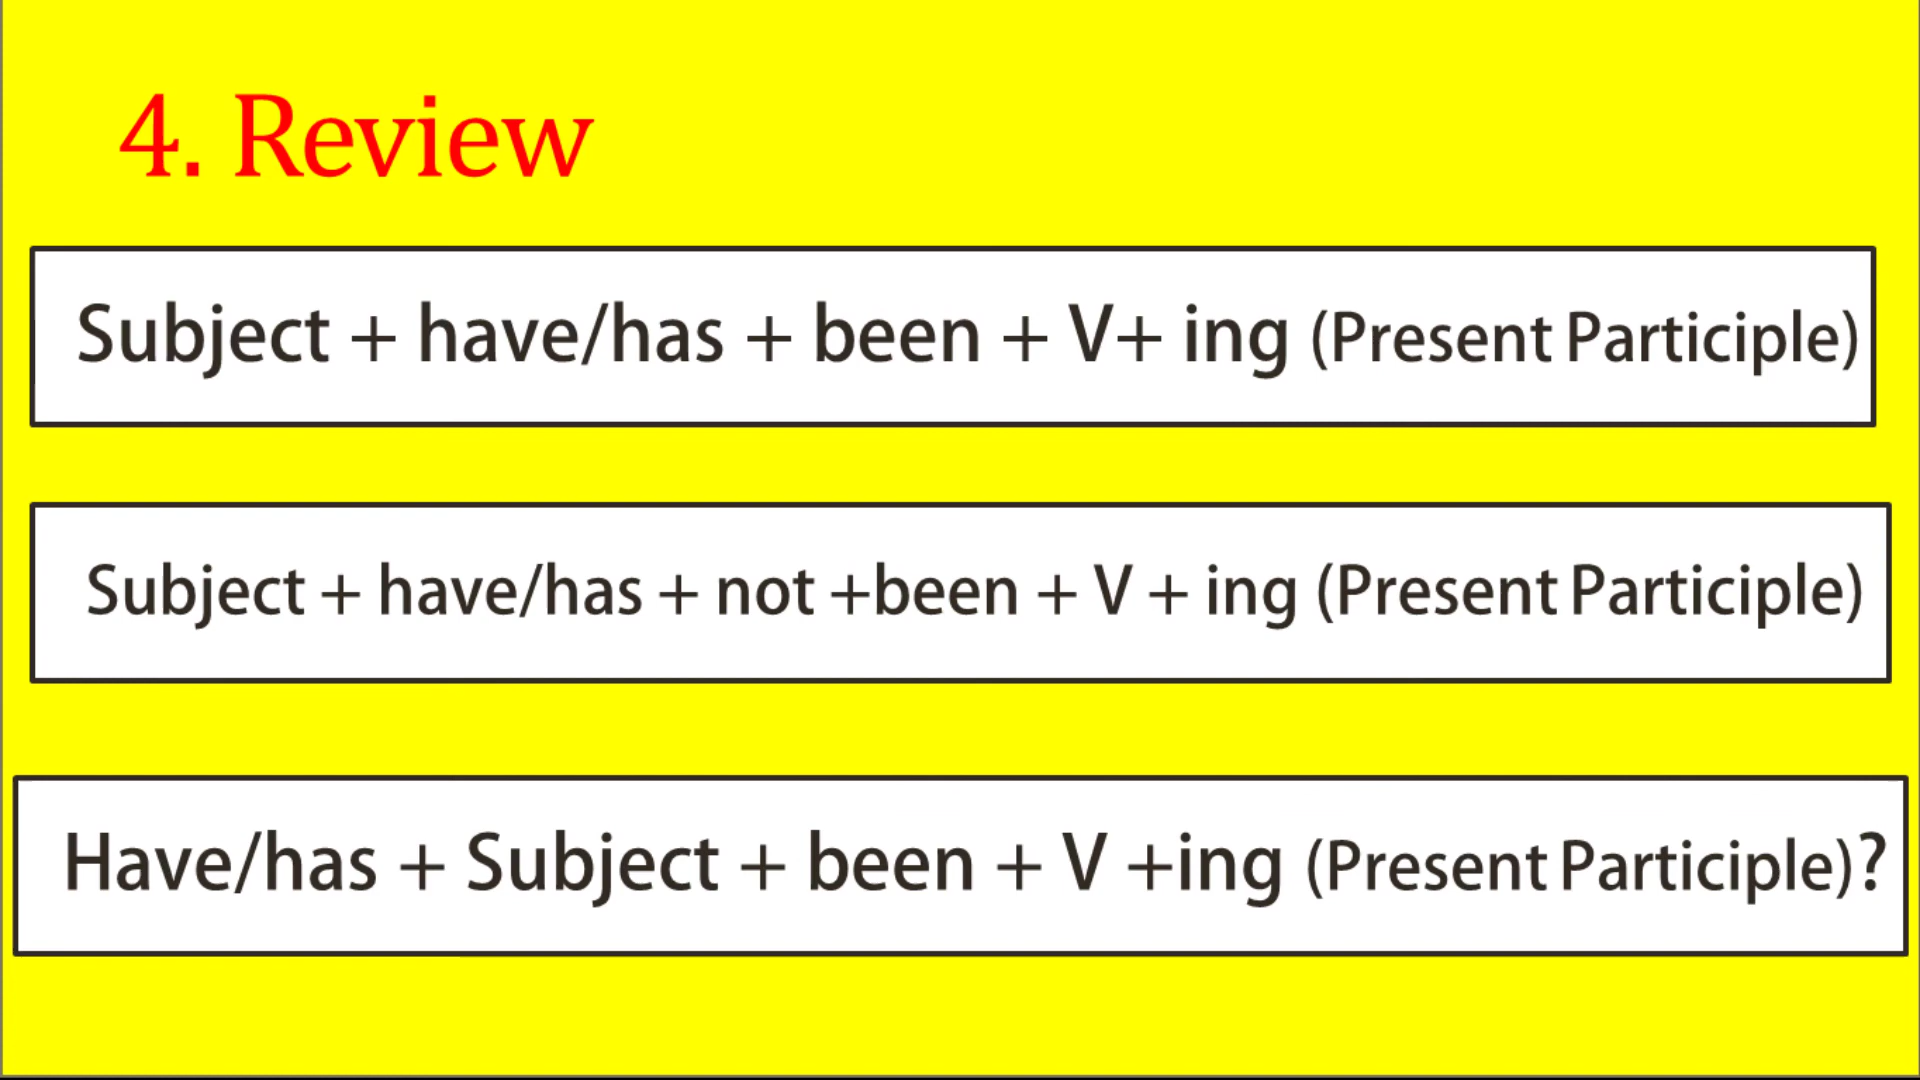 4. Review
Subject + have/has + been + V+ ing (Present Participle)
Subject + have/has + not +been + V + ing (Present Participle)
Have/has + Subject + been + V +ing (Present Participle)?